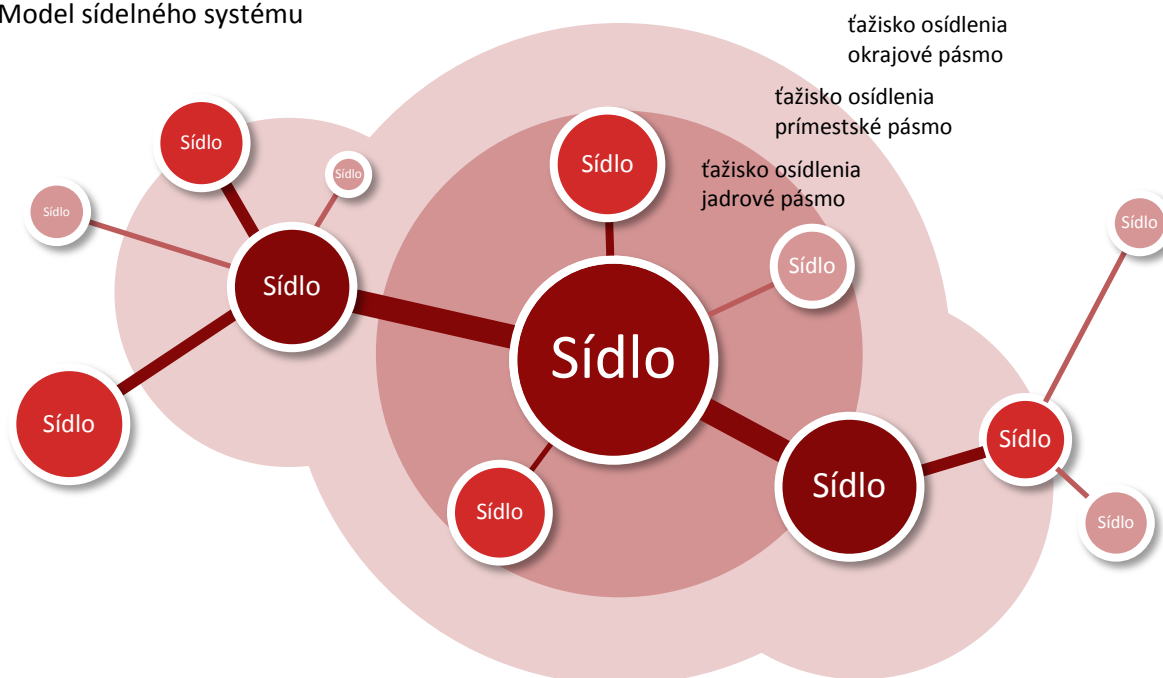 Model sídelného systému
ťažisko osídlenia
okrajové pásmo
ťažisko osídlenia
prímestské pásmo
ťažisko osídlenia
jadrové pásmo
Sídlo
Sídlo
Sídlo
Sídlo
Sídlo
Sídlo
Sídlo
Sídlo
Sídlo
Sídlo
Sídlo
Sídlo
Sídlo
Sídlo